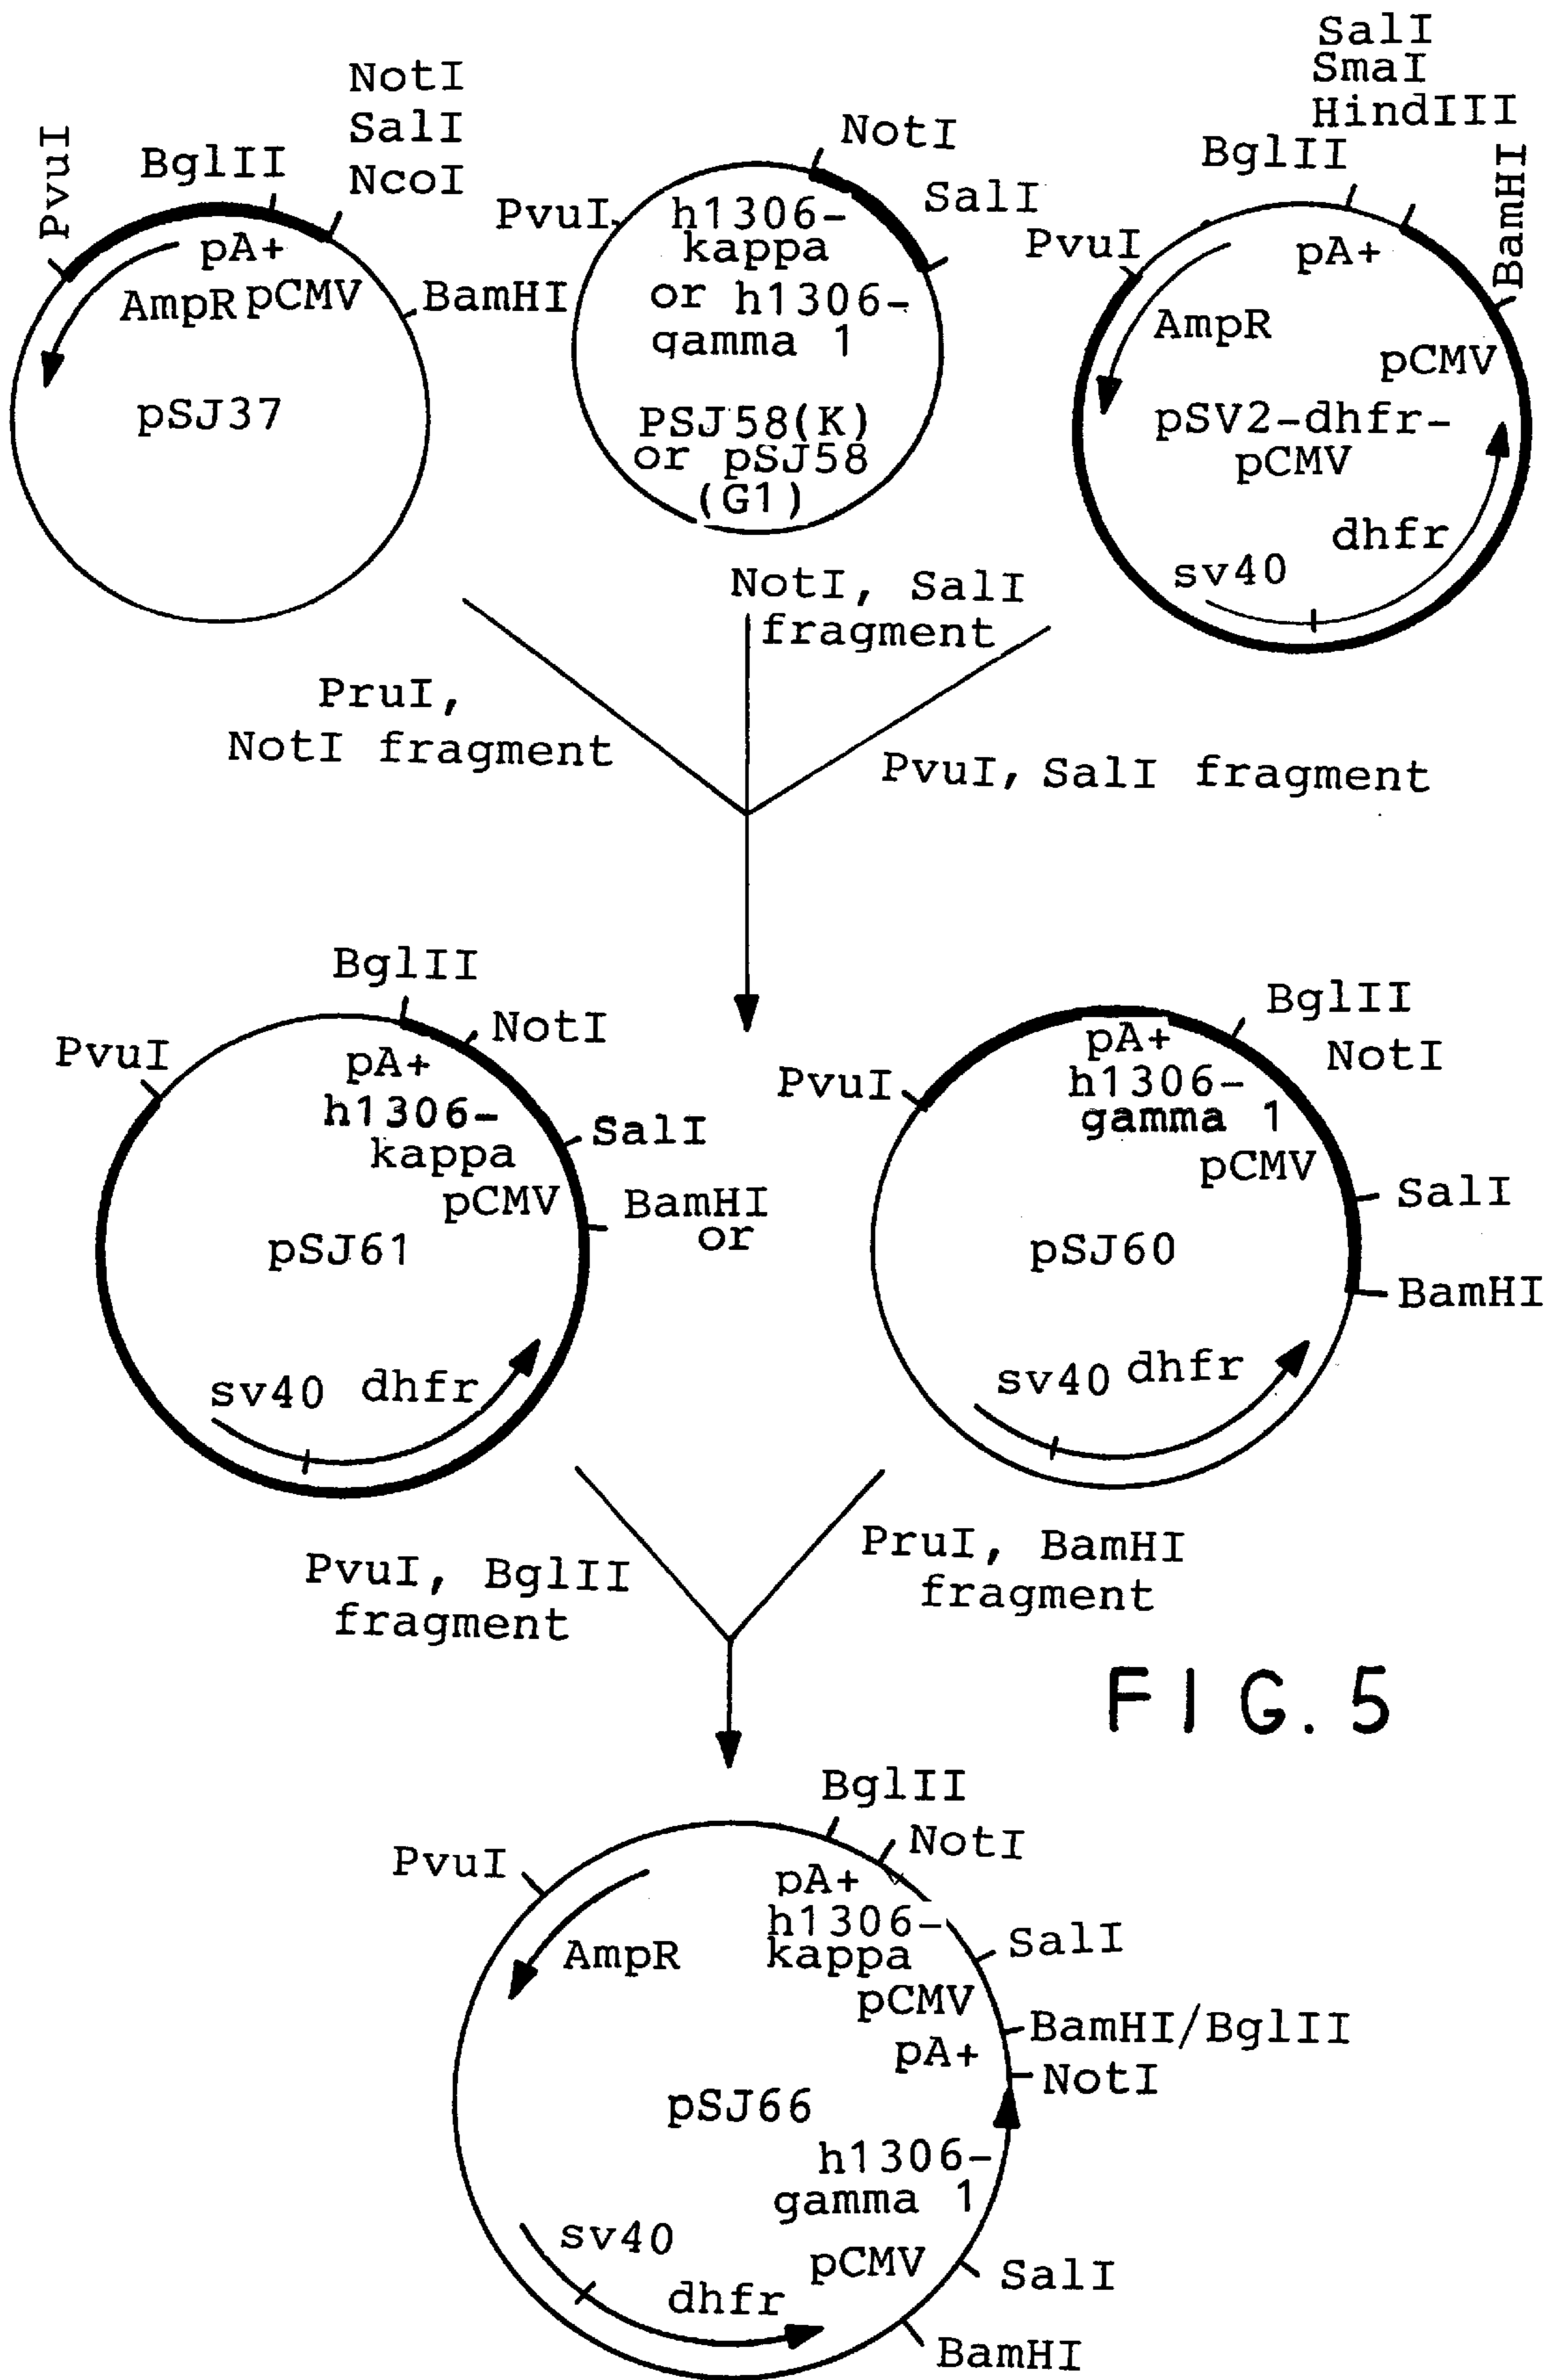 NotI
SalI
NcoI
PvuI
BglII
pA+
AmpR pCMV
BamHI
pSJ37
NotI
PvuI
SalI
h1306-
kappa
or h1306-
gamma 1
PSJ58(K)
or pSJ58
(G1)
SalI
SmaI
HindIII
BglII
BamHI
PvuI
pA+
AmpR
pCMV
pSV2-dhfr-
pCMV
dhfr
sv40
NotI, SalI
fragment
PruI,
NotI fragment
PvuI, SalI fragment
BglII
NotI
PvuI
pA+
h1306-
kappa
SalI
pCMV
BamHI
or
pSJ61
sv40 dhfr
BglII
NotI
PvuI
pA+
h1306-
gamma 1
pCMV
SalI
pSJ60
BamHI
sv40 dhfr
PvuI, BglII
fragment
PruI, BamHI
fragment
FIG. 5
BglII
NotI
PvuI
pA+
h1306-
kappa
AmpR
SalI
pCMV
BamHI/BglII
pA+
NotI
pSJ66
h1306-
gamma 1
sv40
pCMV
SalI
dhfr
BamHI